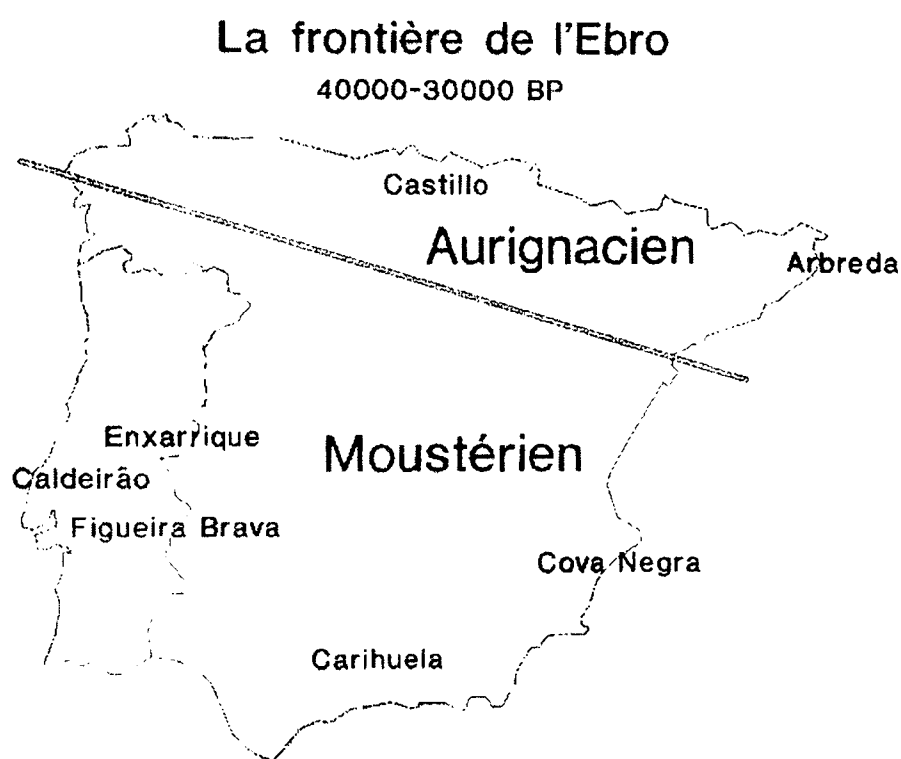 La frontière de l'Ebro
40000-30000 BP
Castillo
Aurignacien
Arbreda
Enxarrique
Moustérien
Caldeirão
Figueira Brava
Cova Negra
Carihuela